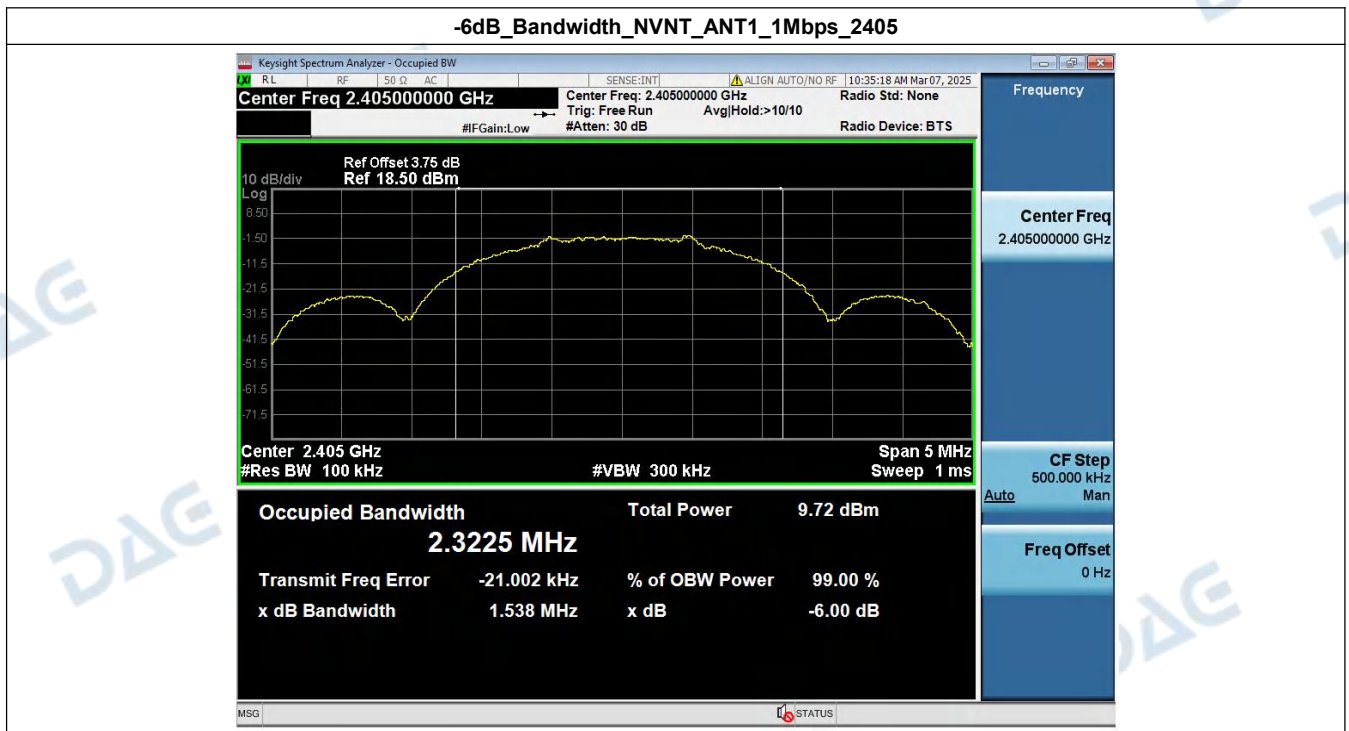 -6dB_Bandwidth_NVNT_ANT1_1Mbps_2405
Keysight Spectrum Analyzer - Occupied BW
LXI RL RF 50 Ω AC SENSE:INT ALIGN AUTO/NO RF 10:35:18 AM Mar 07, 2025
Center Freq 2.405000000 GHz
Center Freq: 2.405000000 GHz
Radio Std: None
Trig: Free Run
Avg|Hold:>10/10
#IFGain:Low
#Atten: 30 dB
Radio Device: BTS
Ref Offset 3.75 dB
10 dB/div Ref 18.50 dBm
Log
8.50
-1.50
-11.5
-21.5
-31.5
-41.5
-51.5
-61.5
-71.5
Center 2.405 GHz
Span 5 MHz
#Res BW 100 kHz
#VBW 300 kHz
Sweep 1 ms
Occupied Bandwidth
2.3225 MHz
Total Power 9.72 dBm
Transmit Freq Error -21.002 kHz
% of OBW Power 99.00 %
x dB Bandwidth 1.538 MHz
x dB -6.00 dB
Frequency
Center Freq
2.405000000 GHz
CF Step
500.000 kHz
Auto Man
Freq Offset
0 Hz
MSG
STATUS
DAE
DAE